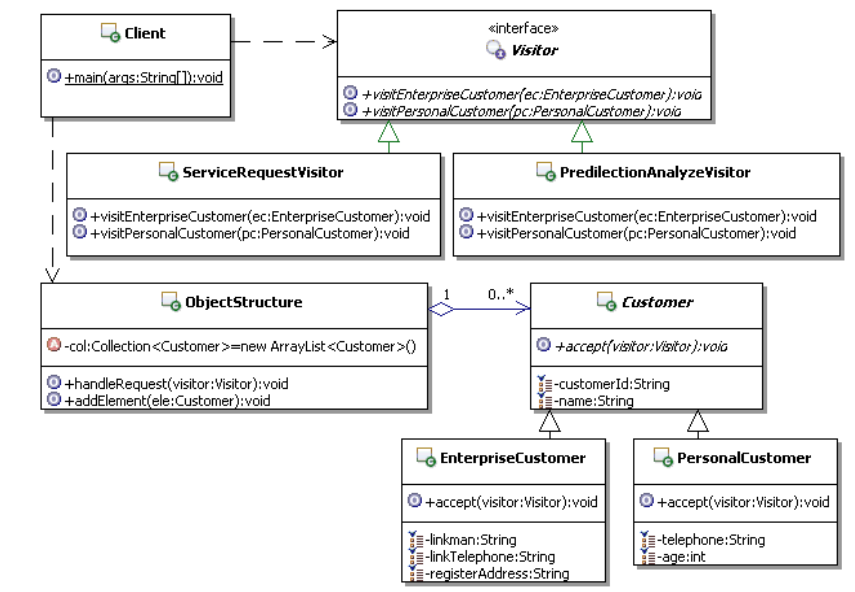 Client
+main(args:String[]):void
«interface»
Visitor
+visitEnterpriseCustomer(ec:EnterpriseCustomer):void
+visitPersonalCustomer(pc:PersonalCustomer):void
ServiceRequestVisitor
+visitEnterpriseCustomer(ec:EnterpriseCustomer):void
+visitPersonalCustomer(pc:PersonalCustomer):void
PredilectionAnalyzeVisitor
+visitEnterpriseCustomer(ec:EnterpriseCustomer):void
+visitPersonalCustomer(pc:PersonalCustomer):void
ObjectStructure
-col:Collection<Customer>=new ArrayList<Customer>()
+handleRequest(visitor:Visitor):void
+addElement(ele:Customer):void
1
0..*
Customer
+accept(visitor:Visitor):void
-customerId:String
-name:String
EnterpriseCustomer
+accept(visitor:Visitor):void
-linkman:String
-linkTelephone:String
-registerAddress:String
PersonalCustomer
+accept(visitor:Visitor):void
-telephone:String
-age:int